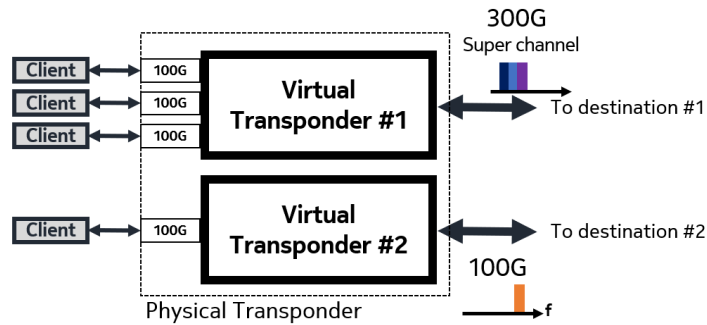 300G
Super channel
Client
100G
Client
100G
Client
100G
Virtual
Transponder #1
To destination #1
Client
100G
Virtual
Transponder #2
To destination #2
100G
f
Physical Transponder